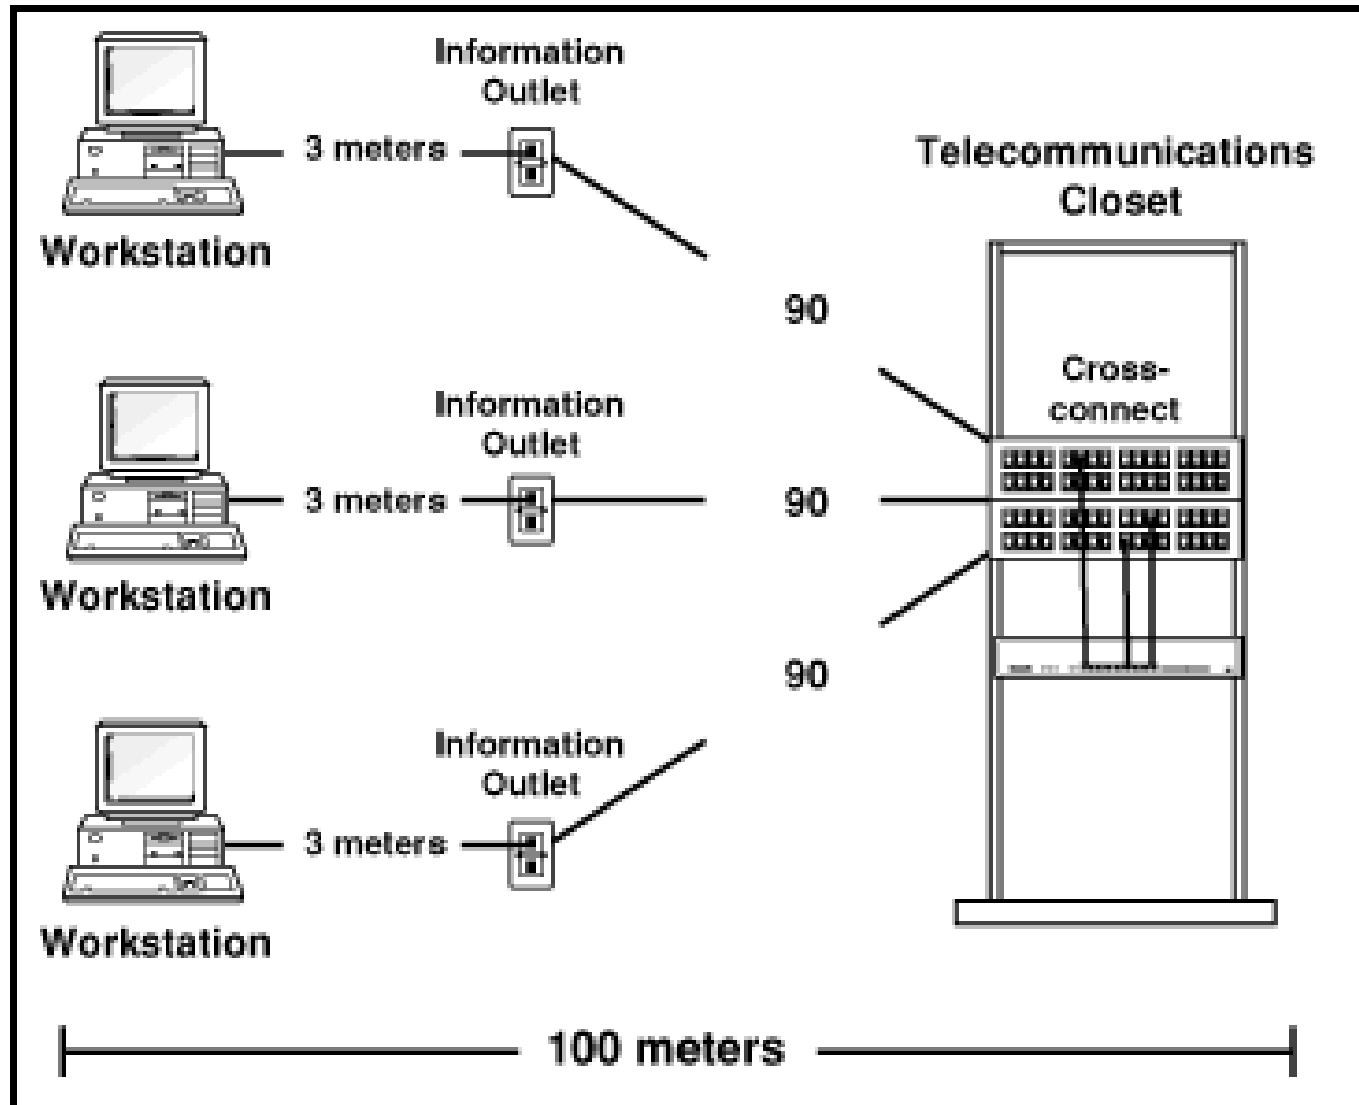 Information
Outlet
3 meters
Workstation
90
Telecommunications
Closet
Cross-
connect
Information
Outlet
3 meters
Workstation
90
Information
Outlet
3 meters
Workstation
90
100 meters